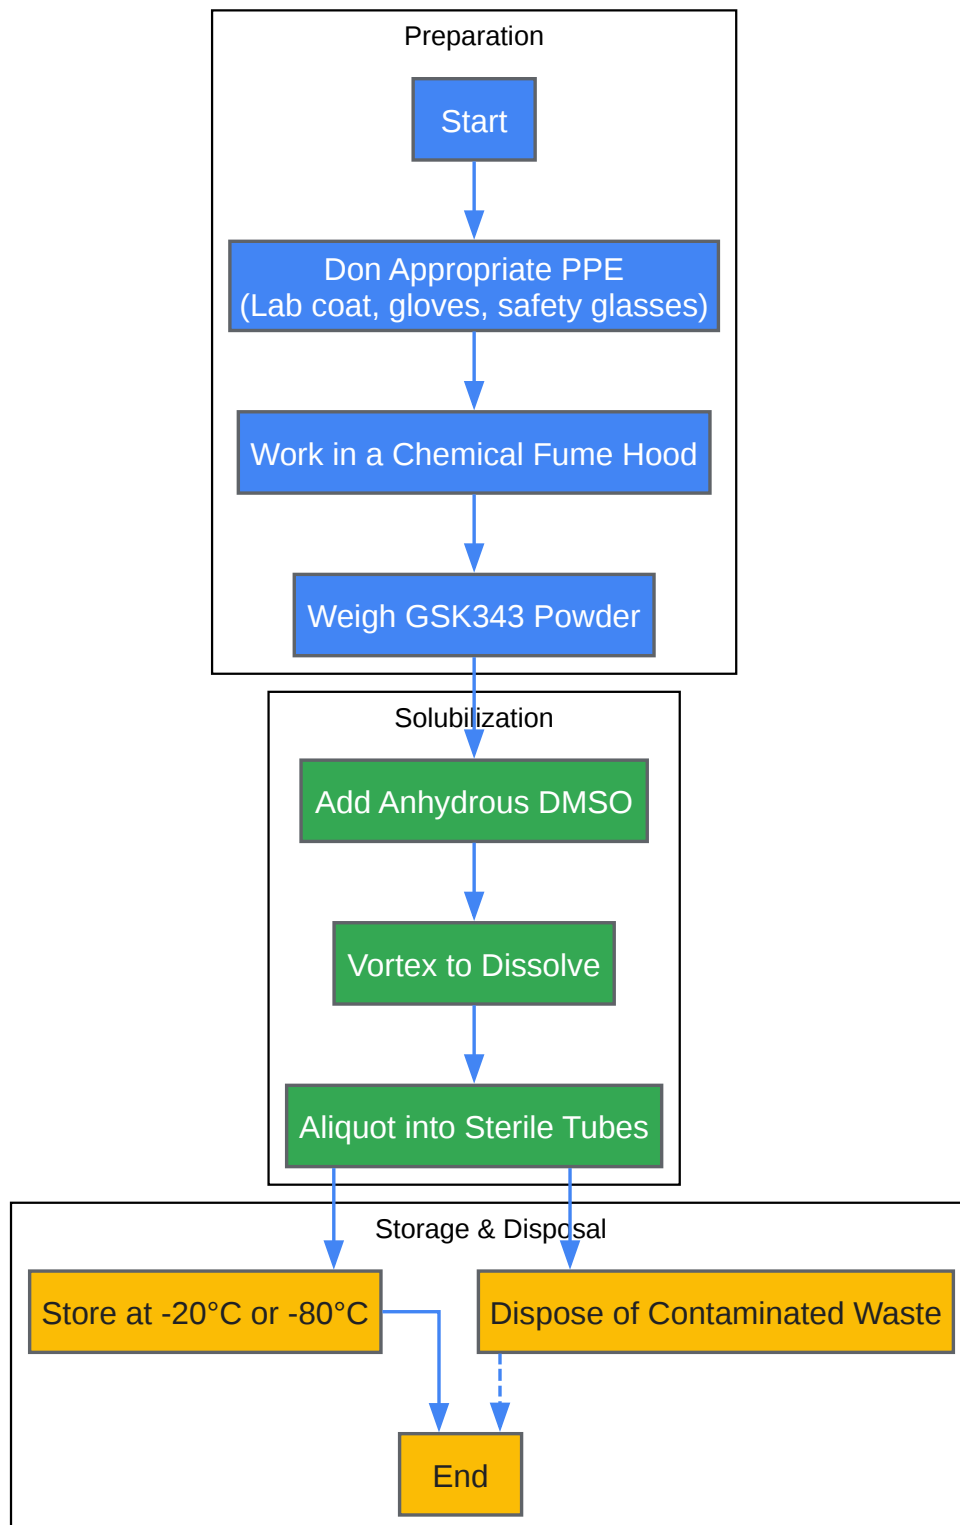 Preparation
Start
Don Appropriate PPE
(Lab coat, gloves, safety glasses)
Work in a Chemical Fume Hood
Weigh GSK343 Powder
Solubilization
Add Anhydrous DMSO
Vortex to Dissolve
Aliquot into Sterile Tubes
Storage & Disposal
Store at -20°C or -80°C
Dispose of Contaminated Waste
End